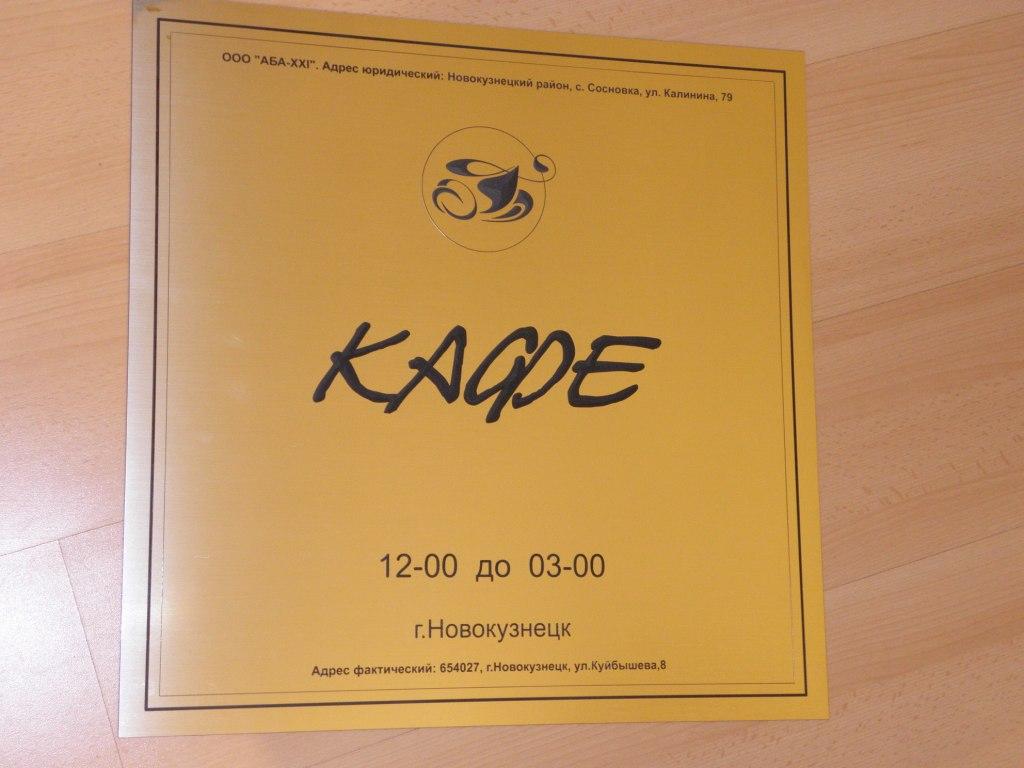 ООО "АБА-XXI". Адрес юридический: Новокузнецкий район, с. Сосновка, ул. Калинина, 79
КАФЕ
12-00 до 03-00
г.Новокузнецк
Адрес фактический: 654027, г.Новокузнецк, ул.Куйбышева,8